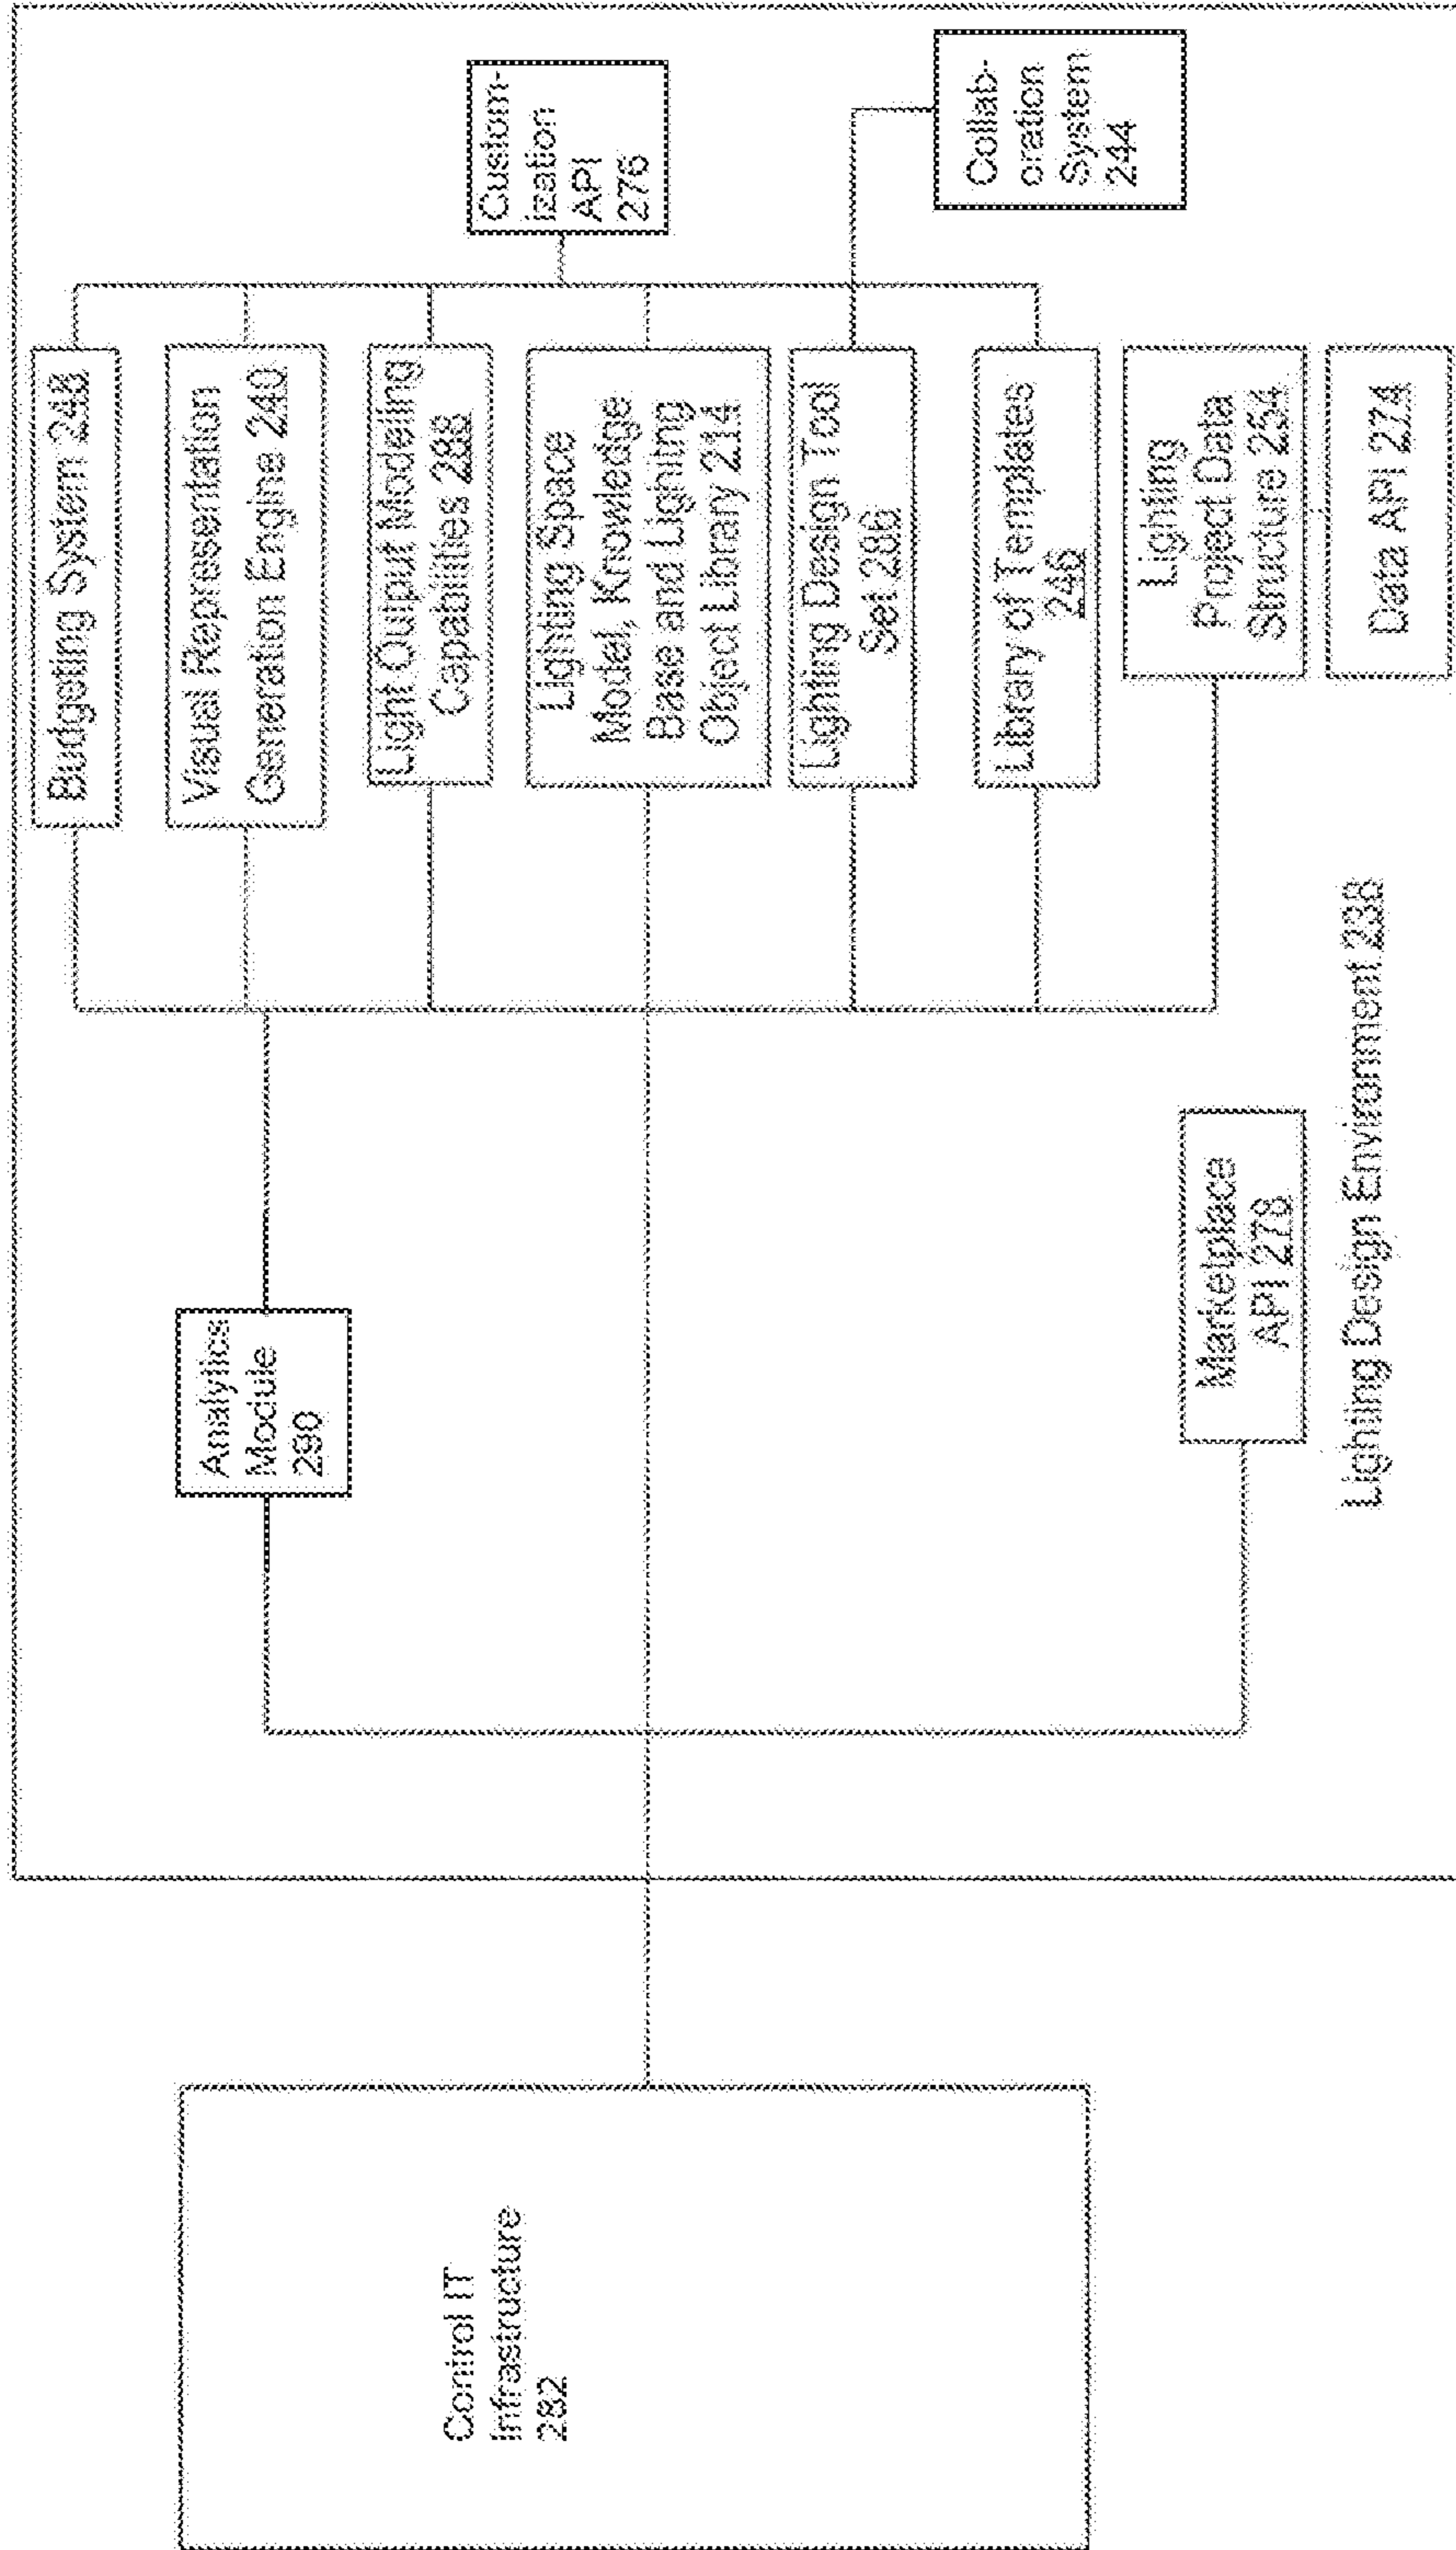 Control IT
Infrastructure
282
Analytics
Module
290
Marketplace
API 278
Lighting Design Environment 238
Budgeting System 248
Visual Representation
Generation Engine 240
Light Output Modeling
Capabilities 288
Lighting Space
Model, Knowledge
Base and Lighting
Object Library 214
Lighting Design Tool
Set 286
Library of Templates
246
Lighting
Project Data
Structure 254
Data API 274
Custom-
ization
API
276
Collab-
oration
System
244